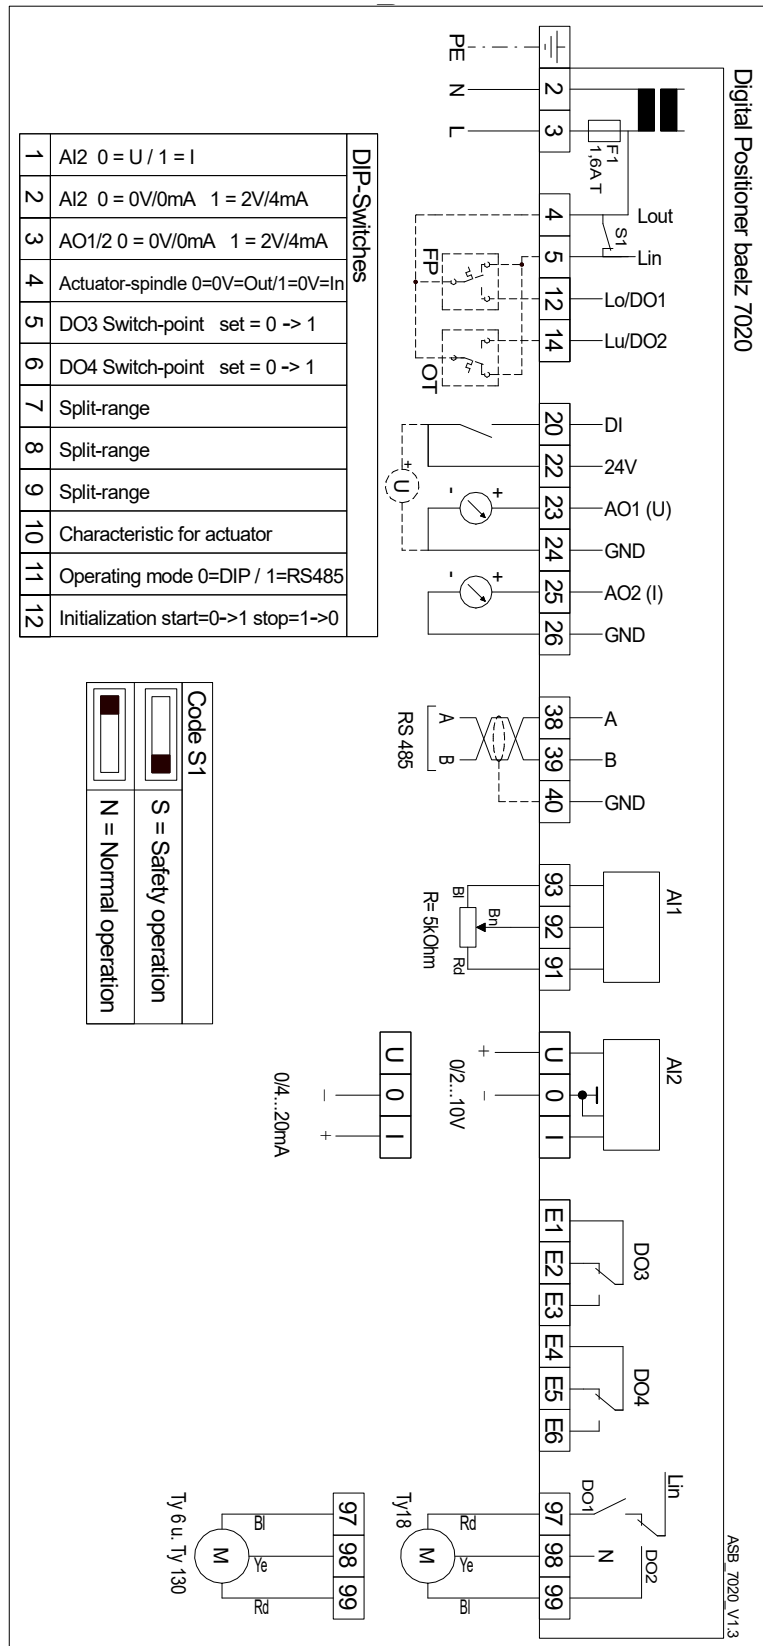 Digital Positioner baelz 7020
ASB_7020_V1.3
PE
N
L
F1
1,6A T
S1
Lout
Lin
Lo/DO1
Lu/DO2
2
3
4
5
12
14
FP
OT
DI
24V
AO1 (U)
GND
AO2 (I)
GND
20
22
23
24
25
26
+
U
-
+
-
+
A
B
GND
38
39
40
A
B
RS 485
AI1
93
92
91
Bl
Bn
Rd
R= 5kOhm
AI2
U
0
I
+
–
0/2...10V
U
0
I
–
+
0/4...20mA
DO3
E1
E2
E3
DO4
E4
E5
E6
Lin
DO1
N
DO2
97
98
99
Rd
Ye
Bl
M
Ty18
97
98
99
Bl
Ye
Rd
M
Ty 6 u. Ty 130
DIP-Switches
1 AI2 0 = U / 1 = I
2 AI2 0 = 0V/0mA 1 = 2V/4mA
3 AO1/2 0 = 0V/0mA 1 = 2V/4mA
4 Actuator-spindle 0=0V=Out/1=0V=In
5 DO3 Switch-point set = 0 -> 1
6 DO4 Switch-point set = 0 -> 1
7 Split-range
8 Split-range
9 Split-range
10 Characteristic for actuator
11 Operating mode 0=DIP / 1=RS485
12 Initialization start=0->1 stop=1->0
Code S1
S = Safety operation
N = Normal operation